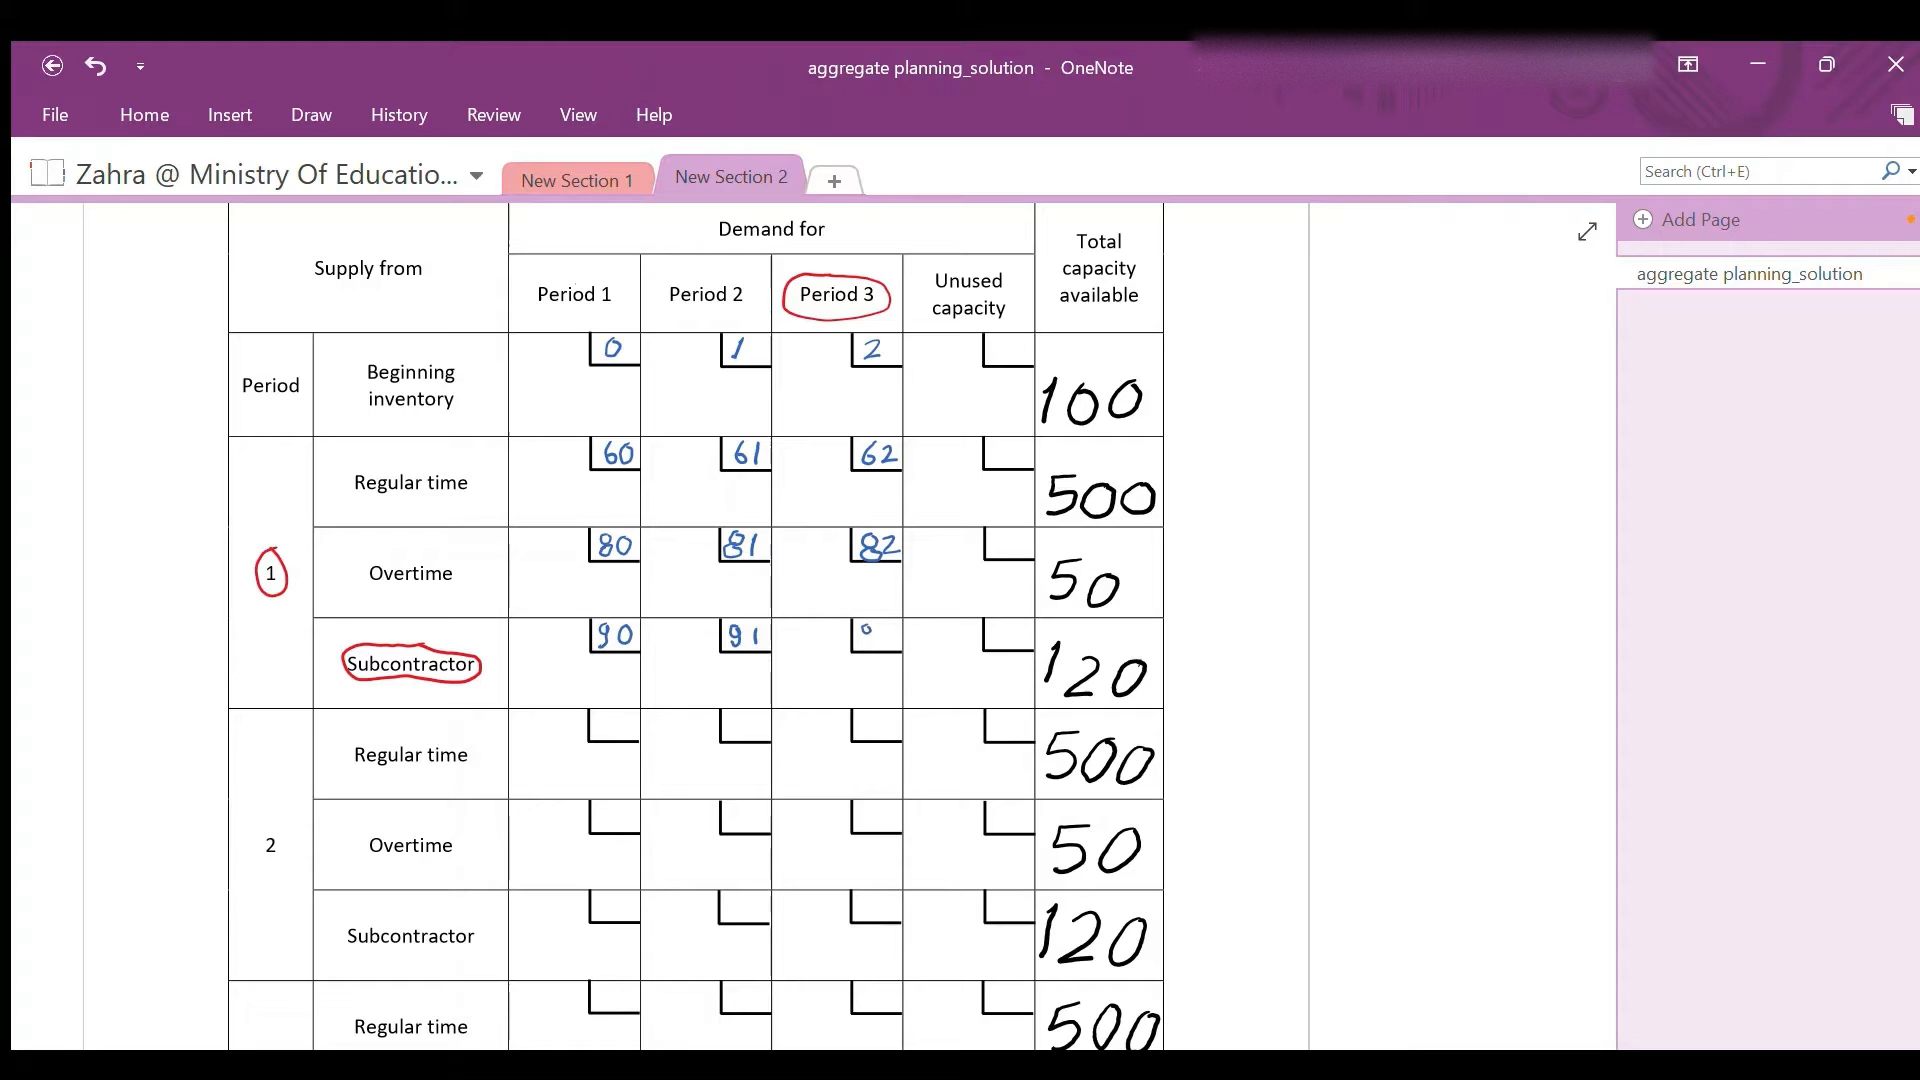 aggregate planning_solution - OneNote
File Home Insert Draw History Review View Help
Zahra @ Ministry Of Educatio... New Section 1 New Section 2 +
Search (Ctrl+E)
Add Page
aggregate planning_solution
Supply from
Demand for
Total capacity available
Period 1 Period 2 Period 3 Unused capacity
Period Beginning inventory 0 1 2 100
1 Regular time 60 61 62 500
Overtime 80 81 82 50
Subcontractor 90 91 120
2 Regular time 500
Overtime 50
Subcontractor 120
Regular time 500